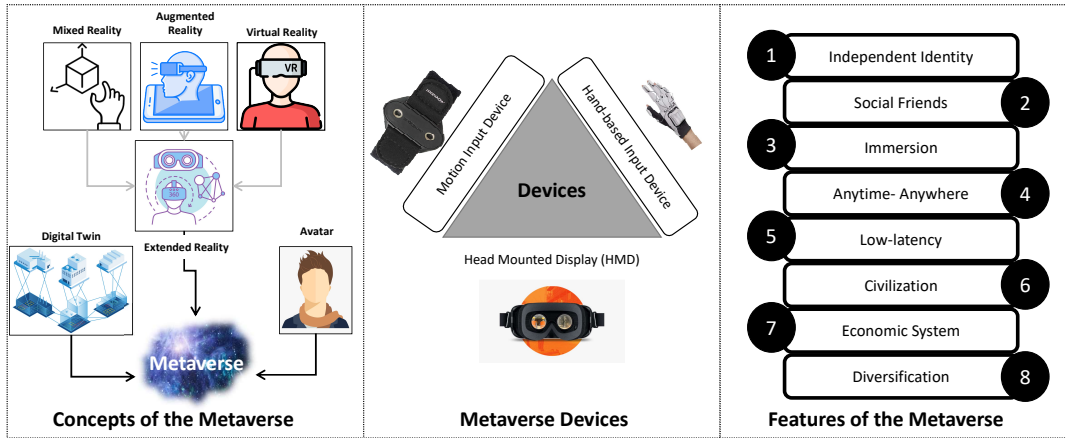 Mixed Reality
Augmented
Reality
Virtual Reality
VR
360
Digital Twin
Extended Reality
Avatar
Metaverse
Concepts of the Metaverse
Motion Input Device
Hand-based Input Device
Devices
Head Mounted Display (HMD)
Metaverse Devices
1
Independent Identity
Social Friends
2
3
Immersion
Anytime- Anywhere
4
5
Low-latency
Civilization
6
7
Economic System
Diversification
8
Features of the Metaverse